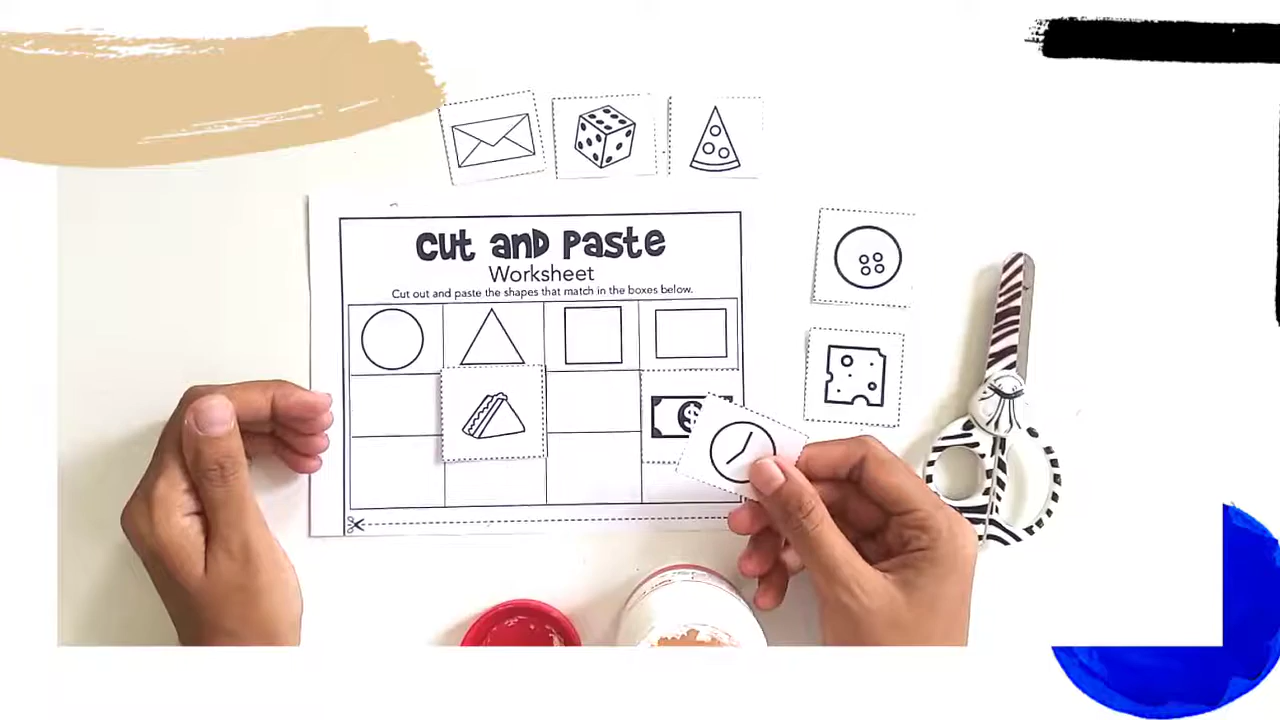 cut and paste
Worksheet
Cut out and paste the shapes that match in the boxes below.
$